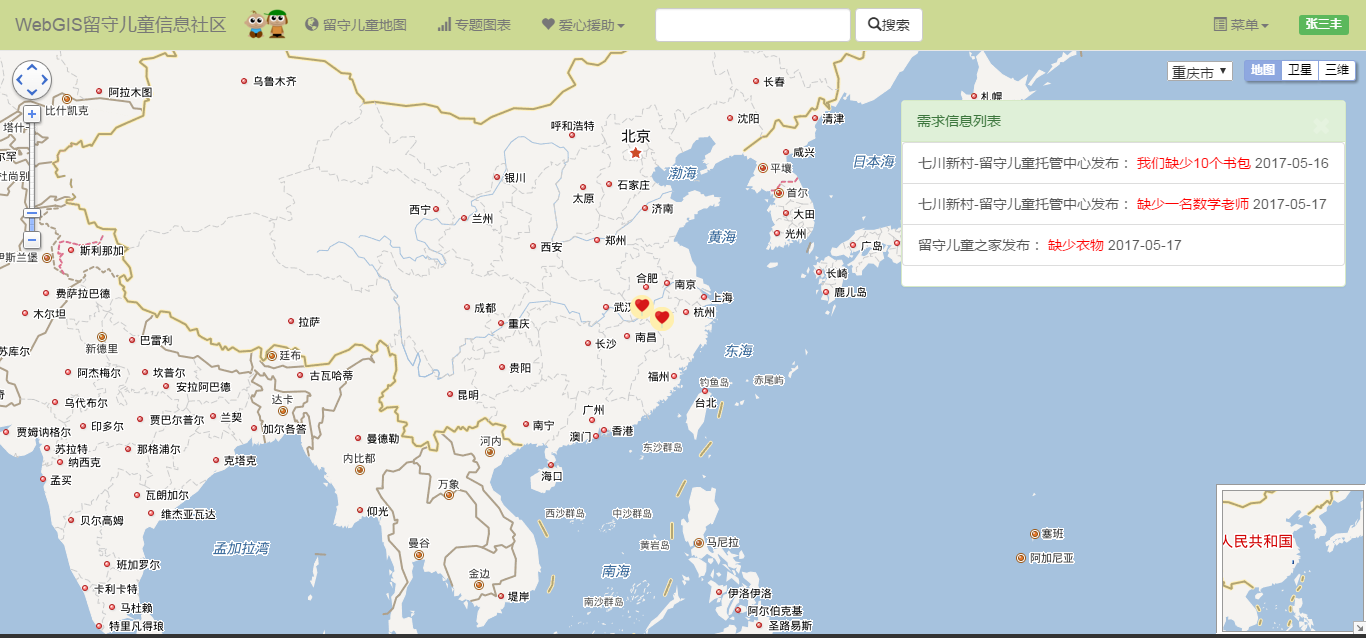 WebGIS留守儿童信息社区 留守儿童地图 专题图表 爱心援助 搜索 菜单 张三丰
重庆市 地图 卫星 三维
需求信息列表
七川新村-留守儿童托管中心发布： 我们缺少10个书包 2017-05-16
七川新村-留守儿童托管中心发布： 缺少一名数学老师 2017-05-17
留守儿童之家发布： 缺少衣物 2017-05-17
乌鲁木齐
长春
阿拉木图
札幌
比什凯克
沈阳
清津
呼和浩特
北京
咸兴
日本海
平壤
渤海
银川
石家庄
太原
首尔
西宁
兰州
济南
大田
黄海
光州
郑州
西安
广岛
斯利那加
伊斯兰堡
长崎
合肥
南京
鹿儿岛
费萨拉巴德
上海
成都
武汉
杭州
木尔坦
拉萨
重庆
巴雷利
南昌
长沙
新德里
东海
廷布
贵阳
阿杰梅尔
坎普尔
古瓦哈蒂
福州
钓鱼岛
赤尾屿
安拉阿巴德
昆明
乌代布尔
达卡
台北
广州
贾巴尔普尔
兰契
南宁
印多尔
加尔各答
香港
澳门
贾姆讷格尔
曼德勒
河内
苏拉特
那格浦尔
东沙群岛
内比都
纳西克
克塔克
海口
孟买
万象
瓦朗加尔
仰光
西沙群岛
中沙群岛
维杰亚瓦达
贝尔高姆
塞班
曼谷
黄岩岛
马尼拉
人民共和国
孟加拉湾
阿加尼亚
班加罗尔
金边
南海
卡利卡特
堤岸
伊洛伊洛
南沙群岛
马杜赖
阿尔伯克基
特里凡得琅
圣路易斯